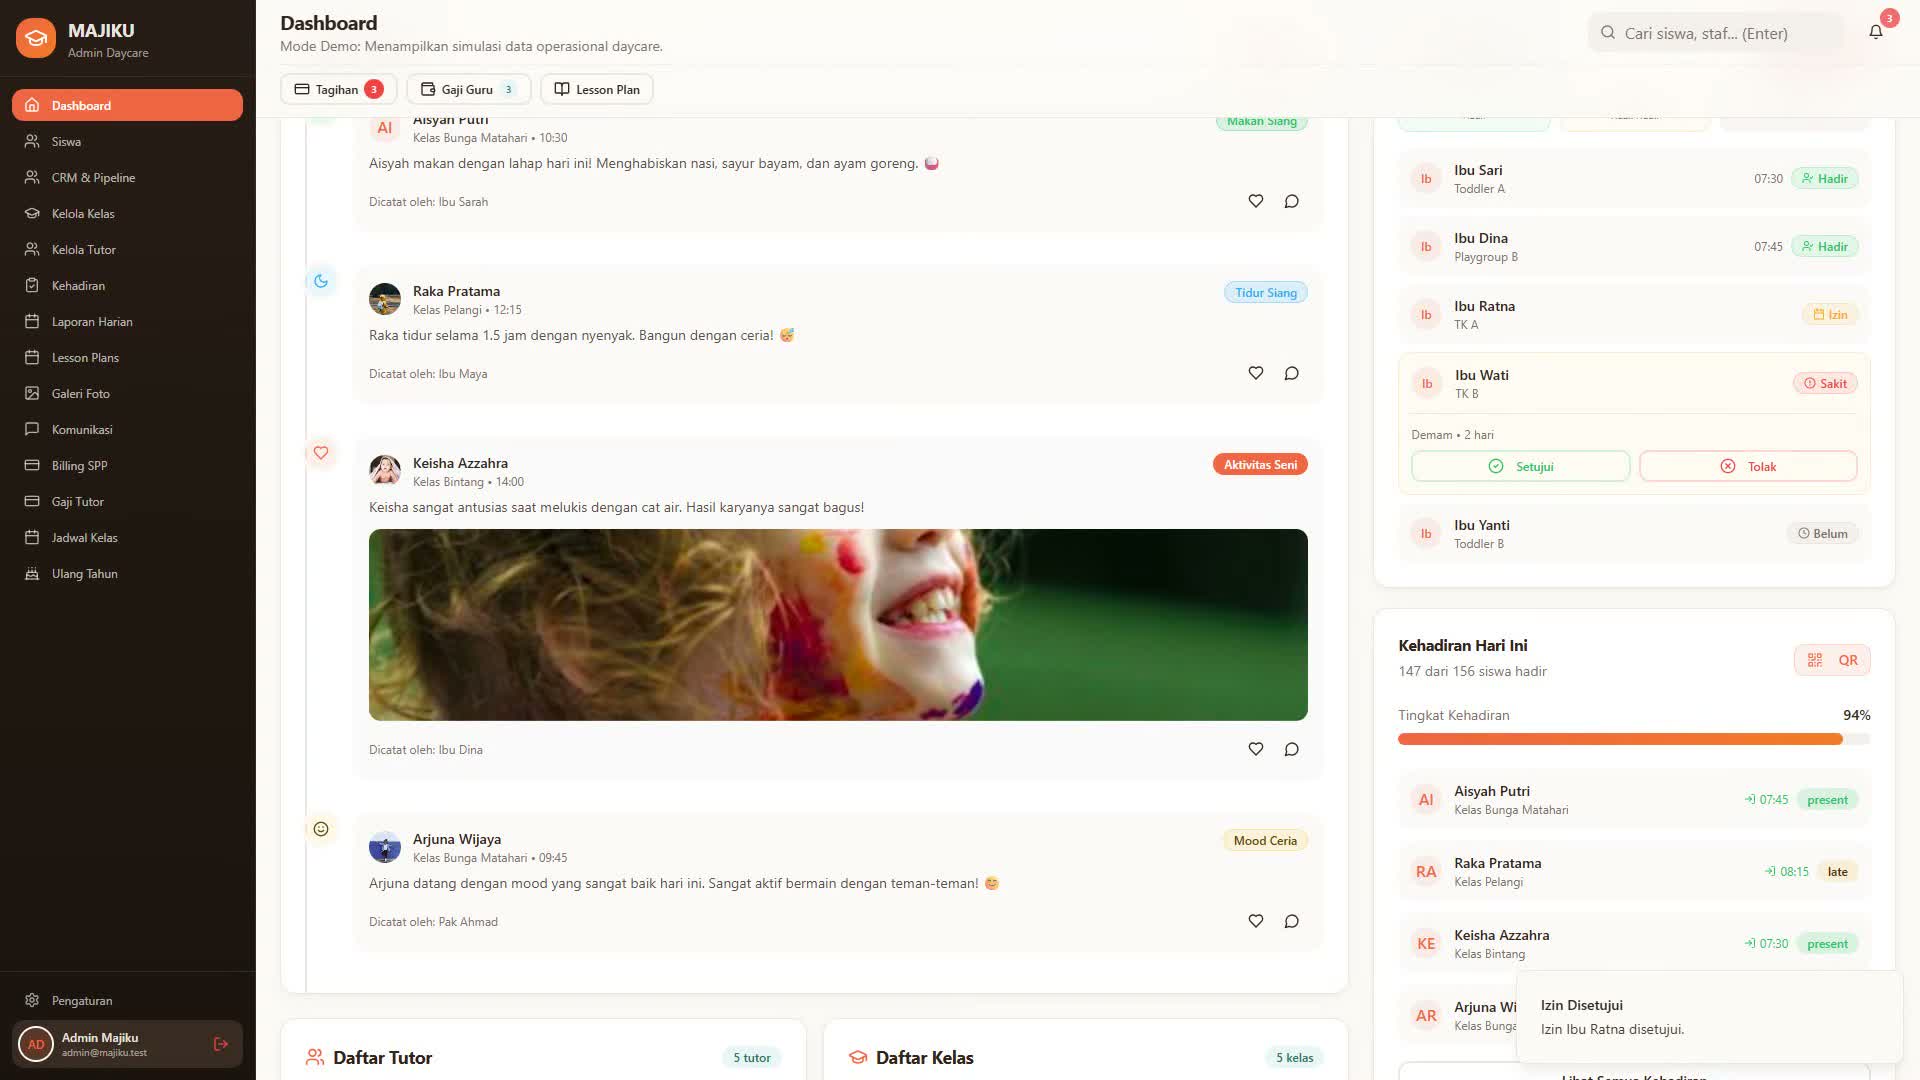 MAJIKU
Admin Daycare
Dashboard
Siswa
CRM & Pipeline
Kelola Kelas
Kelola Tutor
Kehadiran
Laporan Harian
Lesson Plans
Galeri Foto
Komunikasi
Billing SPP
Gaji Tutor
Jadwal Kelas
Ulang Tahun
Pengaturan
AD
Admin Majiku
admin@majiku.test
Dashboard
Mode Demo: Menampilkan simulasi data operasional daycare.
Cari siswa, staf... (Enter)
3
Tagihan 3
Gaji Guru 3
Lesson Plan
AI
Aisyah Putri
Kelas Bunga Matahari • 10:30
Makan Siang
Aisyah makan dengan lahap hari ini! Menghabiskan nasi, sayur bayam, dan ayam goreng. 🍚
Dicatat oleh: Ibu Sarah
Raka Pratama
Kelas Pelangi • 12:15
Tidur Siang
Raka tidur selama 1.5 jam dengan nyenyak. Bangun dengan ceria! 😴
Dicatat oleh: Ibu Maya
Keisha Azzahra
Kelas Bintang • 14:00
Aktivitas Seni
Keisha sangat antusias saat melukis dengan cat air. Hasil karyanya sangat bagus!
Dicatat oleh: Ibu Dina
Arjuna Wijaya
Kelas Bunga Matahari • 09:45
Mood Ceria
Arjuna datang dengan mood yang sangat baik hari ini. Sangat aktif bermain dengan teman-teman! 😊
Dicatat oleh: Pak Ahmad
Daftar Tutor
5 tutor
Daftar Kelas
5 kelas
Ib
Ibu Sari
Toddler A
07:30 Hadir
Ib
Ibu Dina
Playgroup B
07:45 Hadir
Ib
Ibu Ratna
TK A
Izin
Ib
Ibu Wati
TK B
Sakit
Demam • 2 hari
Setujui
Tolak
Ib
Ibu Yanti
Toddler B
Belum
Kehadiran Hari Ini
147 dari 156 siswa hadir
QR
Tingkat Kehadiran
94%
AI
Aisyah Putri
Kelas Bunga Matahari
07:45 present
RA
Raka Pratama
Kelas Pelangi
08:15 late
KE
Keisha Azzahra
Kelas Bintang
07:30 present
AR
Arjuna Wi
Kelas Bunga
Izin Disetujui
Izin Ibu Ratna disetujui.